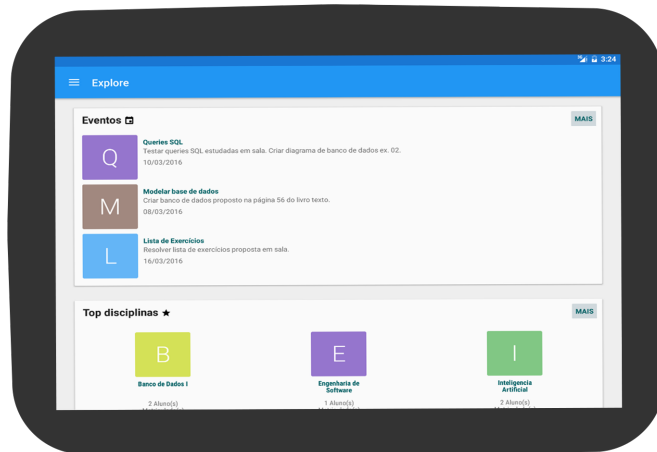 3:24
Explore
Eventos
MAIS
Q
Queries SQL
Testar queries SQL estudadas em sala. Criar diagrama de banco de dados ex. 02.
10/03/2016
M
Modelar base de dados
Criar banco de dados proposto na página 56 do livro texto.
08/03/2016
L
Lista de Exercícios
Resolver lista de exercícios proposta em sala.
16/03/2016
Top disciplinas
MAIS
B
E
I
Banco de Dados I
Engenharia de
Software
Inteligencia
Artificial
2 Aluno(s)
1 Aluno(s)
2 Aluno(s)